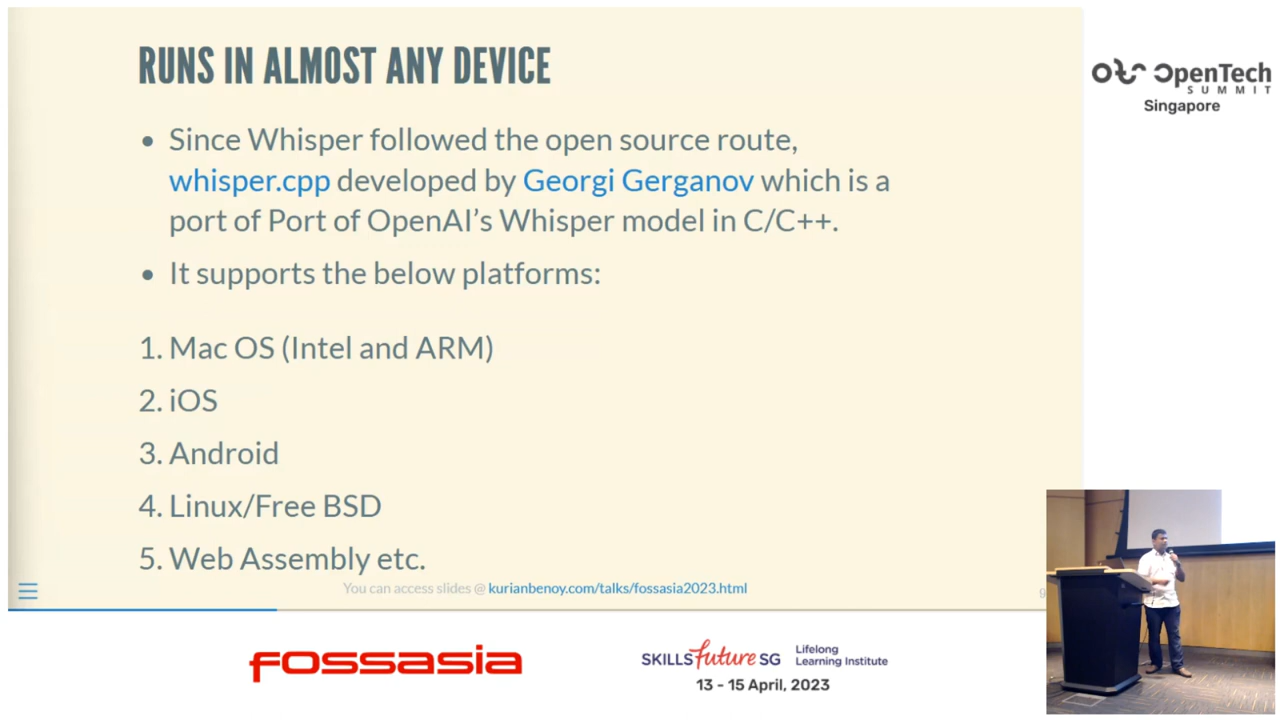 RUNS IN ALMOST ANY DEVICE
• Since Whisper followed the open source route,
whisper.cpp developed by Georgi Gerganov which is a
port of Port of OpenAI's Whisper model in C/C++.
• It supports the below platforms:
1. Mac OS (Intel and ARM)
2. iOS
3. Android
4. Linux/Free BSD
5. Web Assembly etc.
You can access slides @ kurianbenoy.com/talks/fossasia2023.html
9
OpenTech
SUMMIT
Singapore
fossasia
SKILLSfuture SG
Lifelong
Learning Institute
13 - 15 April, 2023